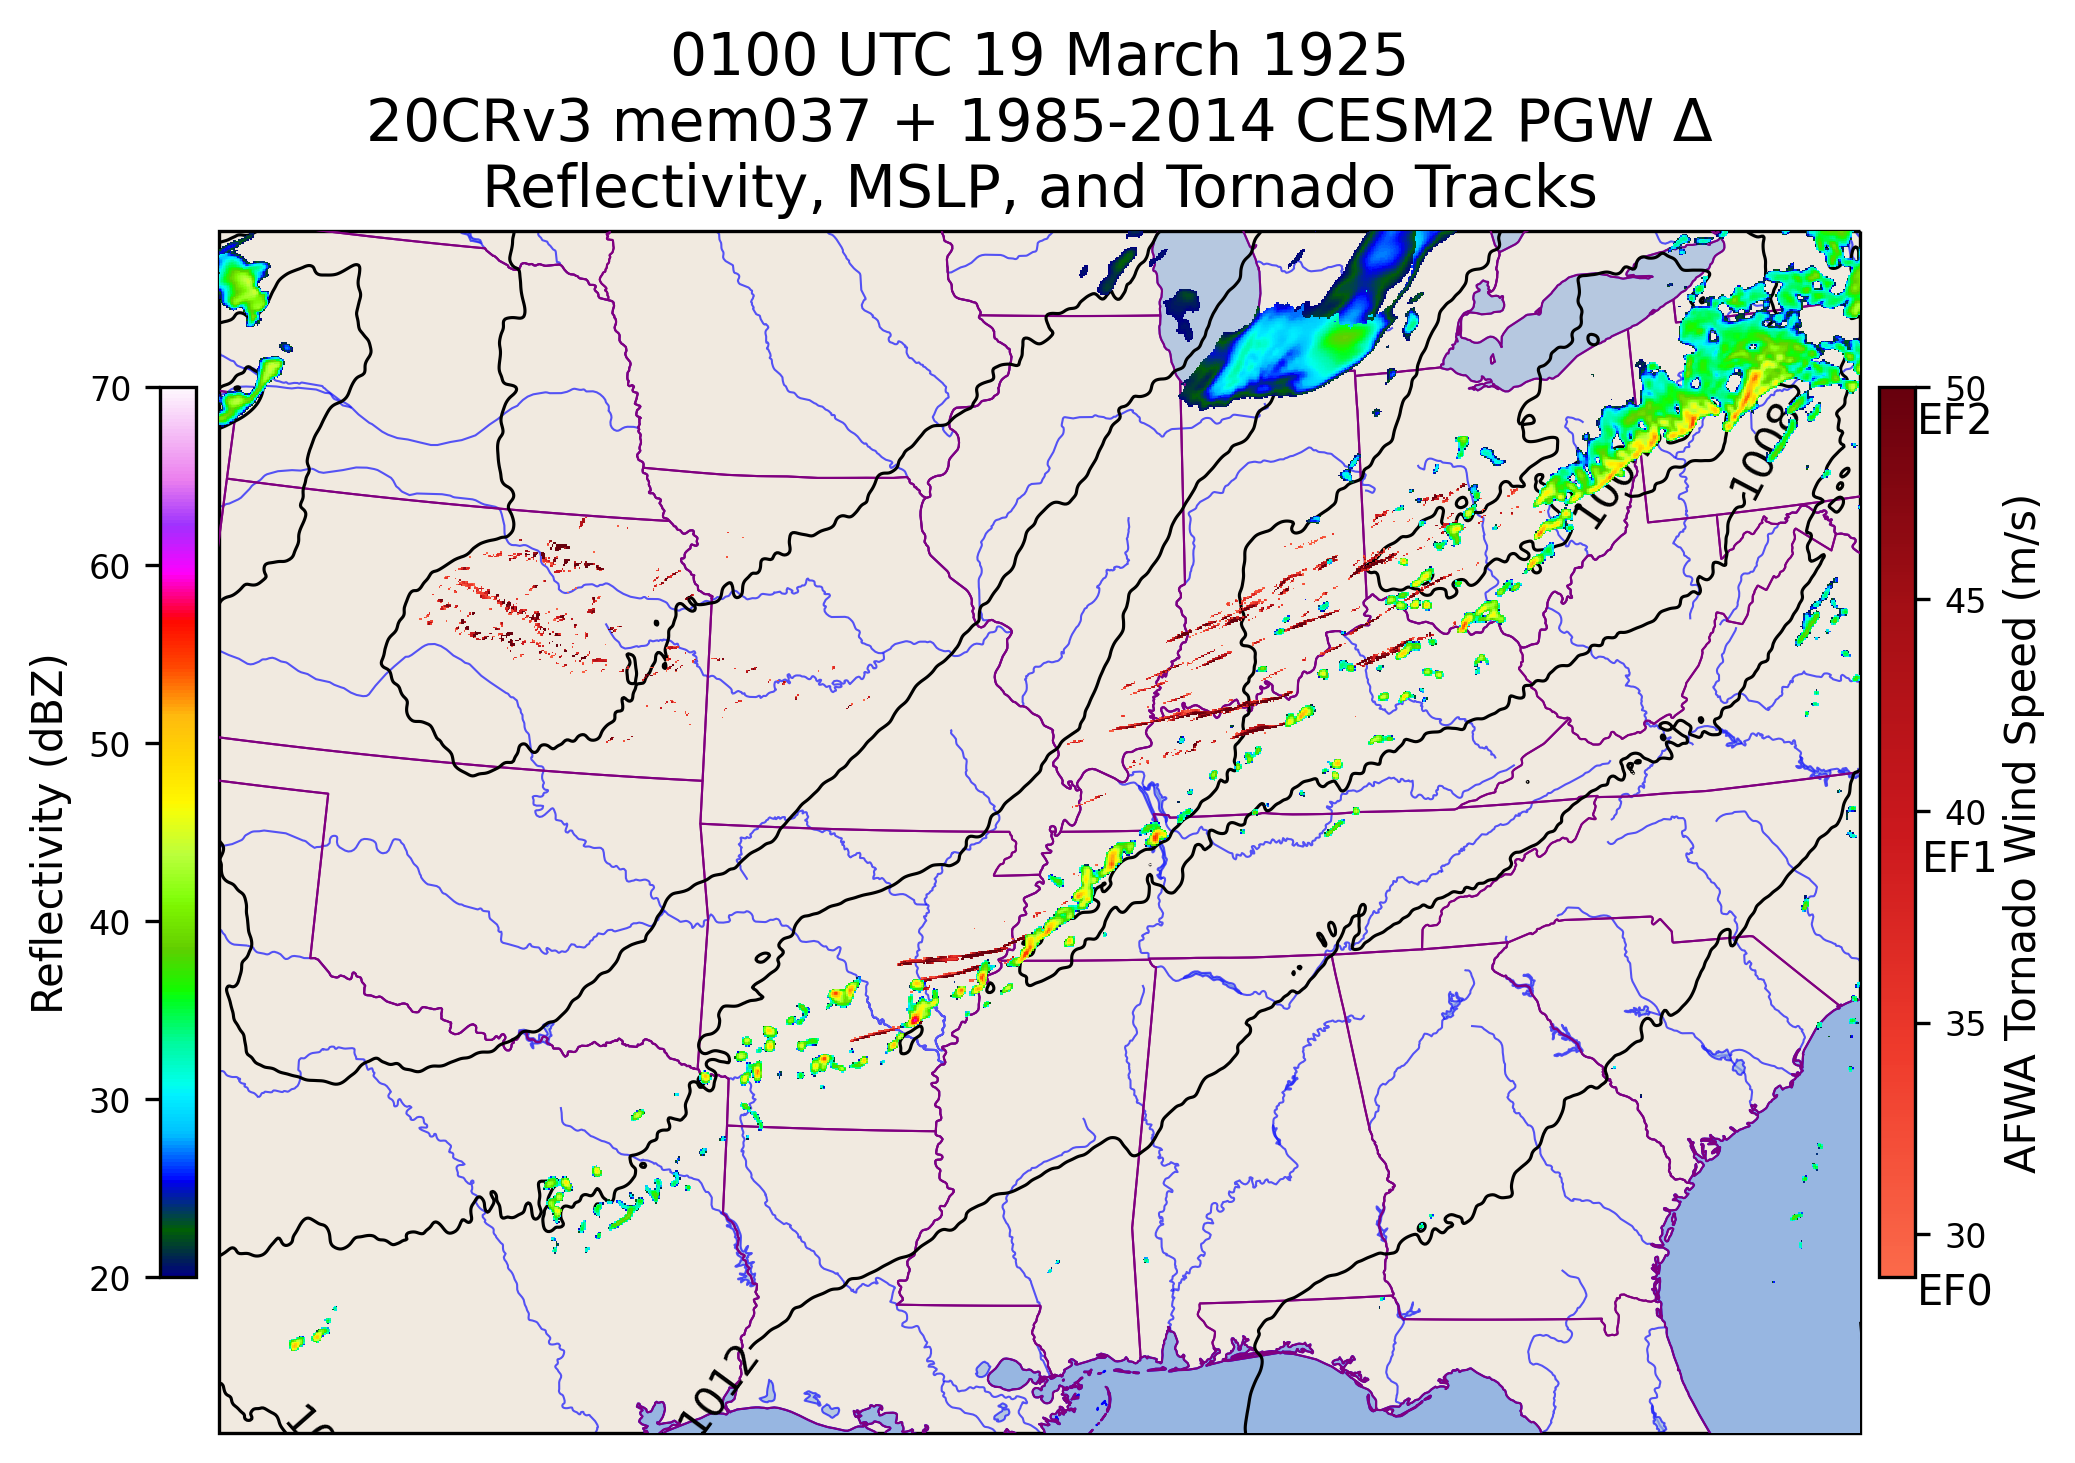 0100 UTC 19 March 1925
20CRv3 mem037 + 1985-2014 CESM2 PGW Δ
Reflectivity, MSLP, and Tornado Tracks
70
60
50
40
30
20
Reflectivity (dBZ)
1008
1012
50
EF2
45
40
EF1
35
30
EF0
AFWA Tornado Wind Speed (m/s)